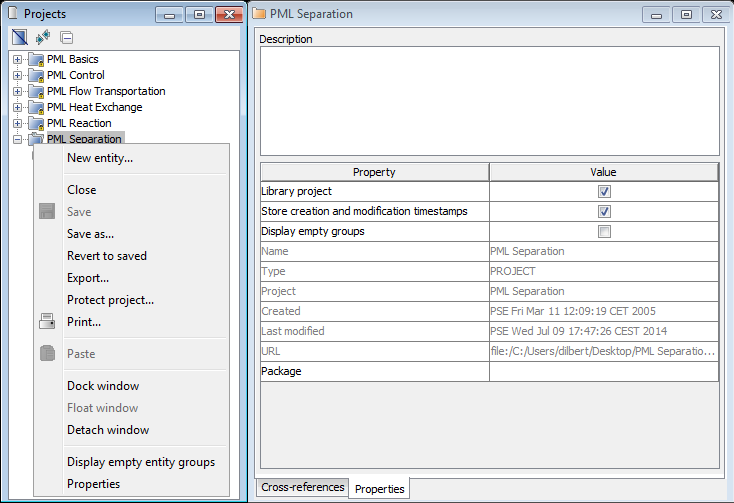 Projects
PML Basics
PML Control
PML Flow Transportation
PML Heat Exchange
PML Reaction
PML Separation
New entity...
Close
Save
Save as...
Revert to saved
Export...
Protect project...
Print...
Paste
Dock window
Float window
Detach window
Display empty entity groups
Properties
PML Separation
Description
Property Value
Library project
Store creation and modification timestamps
Display empty groups
Name PML Separation
Type PROJECT
Project PML Separation
Created PSE Fri Mar 11 12:09:19 CET 2005
Last modified PSE Wed Jul 09 17:47:26 CEST 2014
URL file:/C:/Users/dilbert/Desktop/PML Separatio...
Package
Cross-references Properties